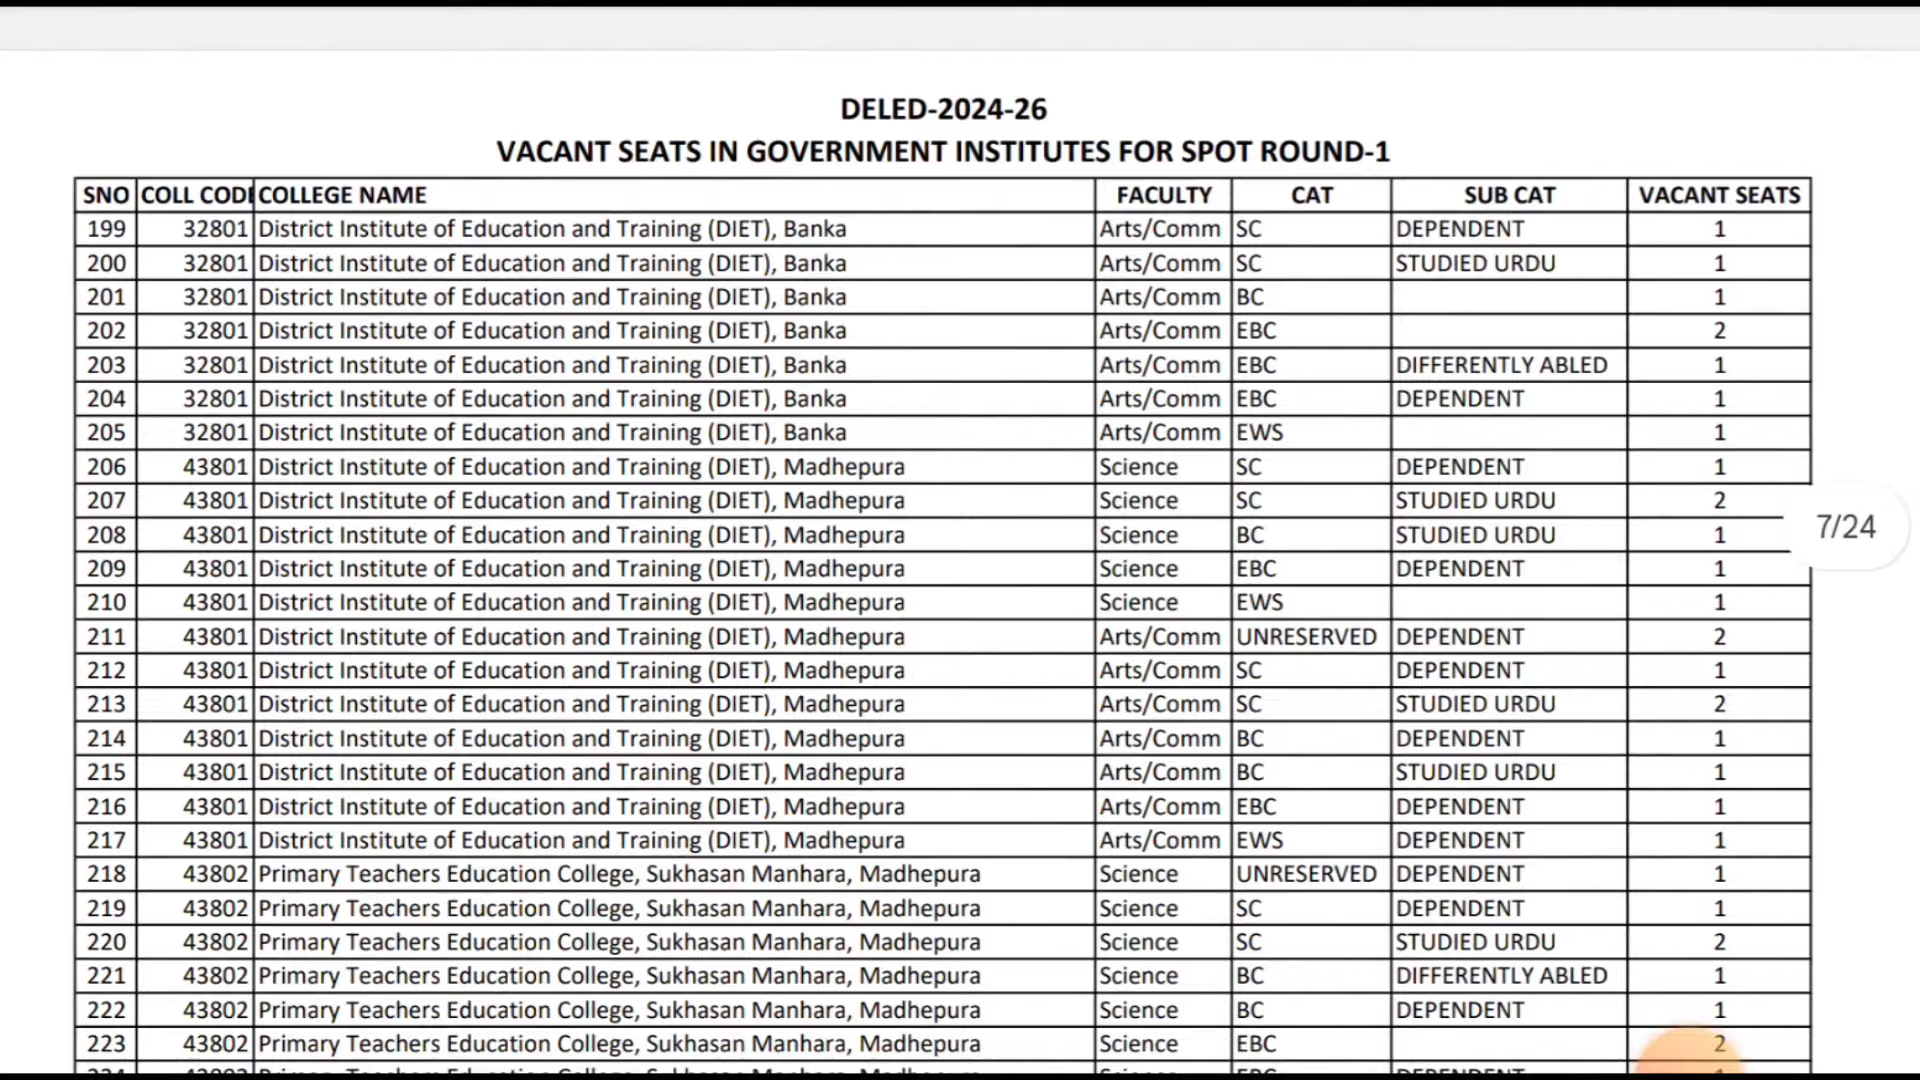 DELED-2024-26
VACANT SEATS IN GOVERNMENT INSTITUTES FOR SPOT ROUND-1
SNO COLL CODE COLLEGE NAME FACULTY CAT SUB CAT VACANT SEATS
199 32801 District Institute of Education and Training (DIET), Banka Arts/Comm SC DEPENDENT 1
200 32801 District Institute of Education and Training (DIET), Banka Arts/Comm SC STUDIED URDU 1
201 32801 District Institute of Education and Training (DIET), Banka Arts/Comm BC 1
202 32801 District Institute of Education and Training (DIET), Banka Arts/Comm EBC 2
203 32801 District Institute of Education and Training (DIET), Banka Arts/Comm EBC DIFFERENTLY ABLED 1
204 32801 District Institute of Education and Training (DIET), Banka Arts/Comm EBC DEPENDENT 1
205 32801 District Institute of Education and Training (DIET), Banka Arts/Comm EWS 1
206 43801 District Institute of Education and Training (DIET), Madhepura Science SC DEPENDENT 1
207 43801 District Institute of Education and Training (DIET), Madhepura Science SC STUDIED URDU 2
208 43801 District Institute of Education and Training (DIET), Madhepura Science BC STUDIED URDU 1
7/24
209 43801 District Institute of Education and Training (DIET), Madhepura Science EBC DEPENDENT 1
210 43801 District Institute of Education and Training (DIET), Madhepura Science EWS 1
211 43801 District Institute of Education and Training (DIET), Madhepura Arts/Comm UNRESERVED DEPENDENT 2
212 43801 District Institute of Education and Training (DIET), Madhepura Arts/Comm SC DEPENDENT 1
213 43801 District Institute of Education and Training (DIET), Madhepura Arts/Comm SC STUDIED URDU 2
214 43801 District Institute of Education and Training (DIET), Madhepura Arts/Comm BC DEPENDENT 1
215 43801 District Institute of Education and Training (DIET), Madhepura Arts/Comm BC STUDIED URDU 1
216 43801 District Institute of Education and Training (DIET), Madhepura Arts/Comm EBC DEPENDENT 1
217 43801 District Institute of Education and Training (DIET), Madhepura Arts/Comm EWS DEPENDENT 1
218 43802 Primary Teachers Education College, Sukhasan Manhara, Madhepura Science UNRESERVED DEPENDENT 1
219 43802 Primary Teachers Education College, Sukhasan Manhara, Madhepura Science SC DEPENDENT 1
220 43802 Primary Teachers Education College, Sukhasan Manhara, Madhepura Science SC STUDIED URDU 2
221 43802 Primary Teachers Education College, Sukhasan Manhara, Madhepura Science BC DIFFERENTLY ABLED 1
222 43802 Primary Teachers Education College, Sukhasan Manhara, Madhepura Science BC DEPENDENT 1
223 43802 Primary Teachers Education College, Sukhasan Manhara, Madhepura Science EBC 2